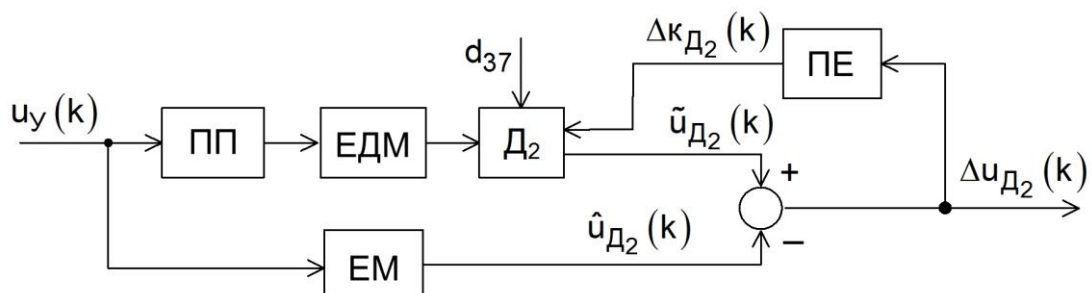 Δκ_Д₂(k)
ПЕ
d₃₇
u_У(k)
ПП
ЕДМ
Д₂
ũ_Д₂(k)
+
Δu_Д₂(k)
−
û_Д₂(k)
ЕМ